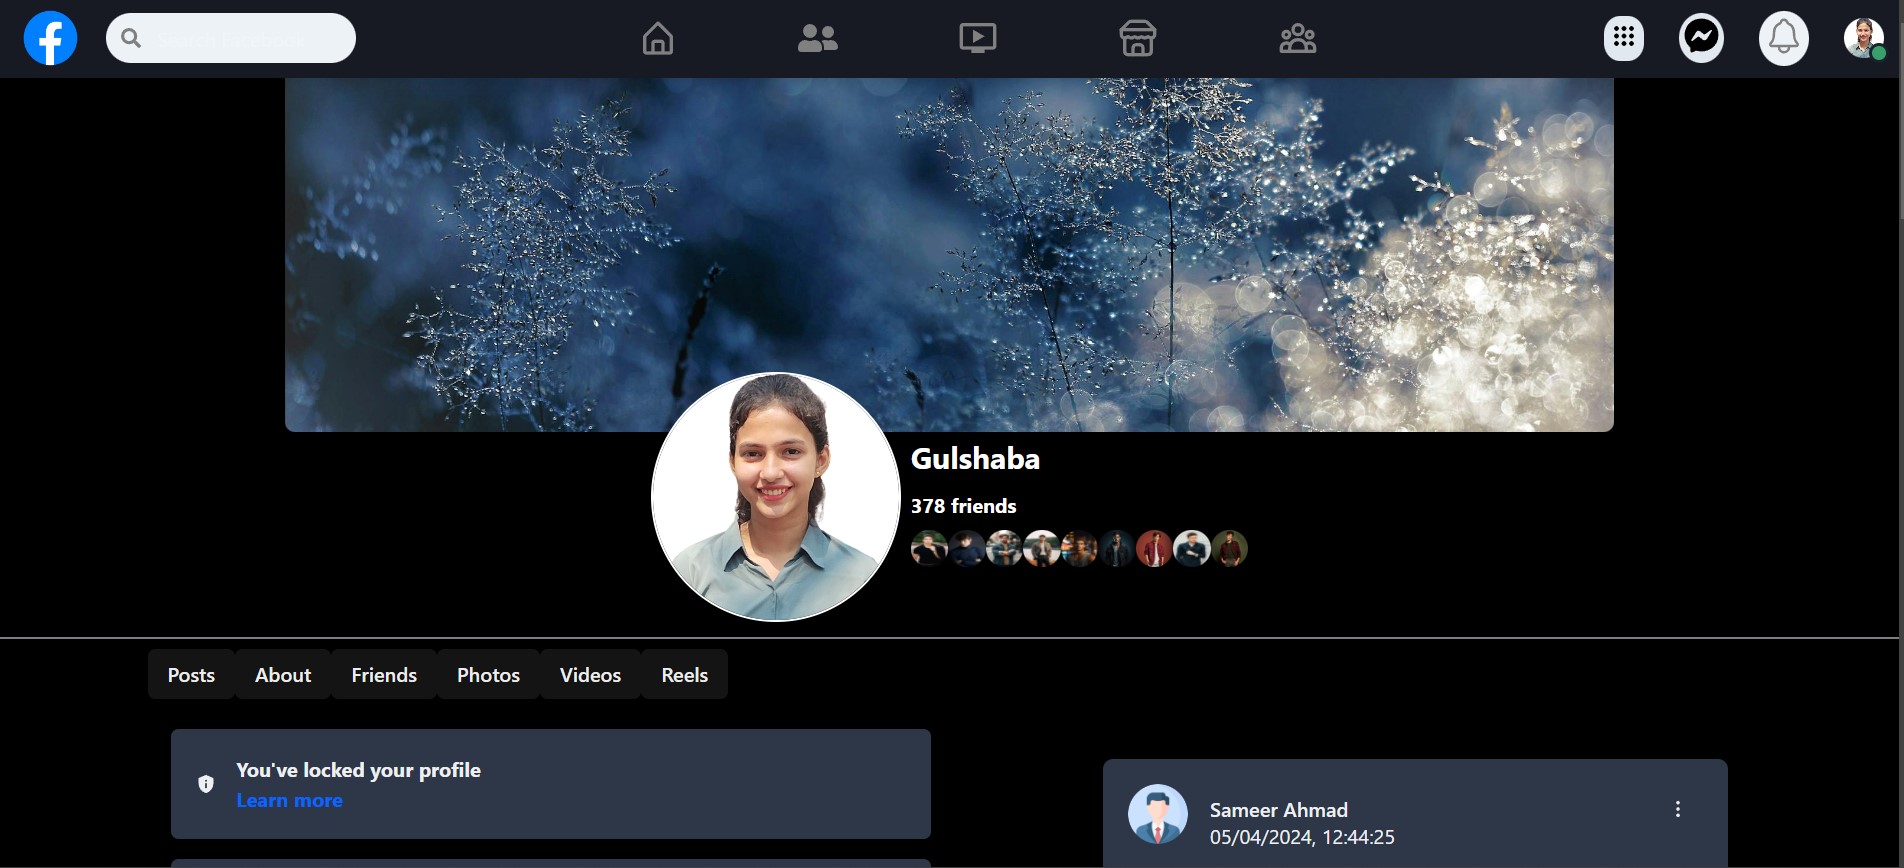 Search Facebook
Gulshaba
378 friends
Posts
About
Friends
Photos
Videos
Reels
You've locked your profile
Learn more
Sameer Ahmad
05/04/2024, 12:44:25